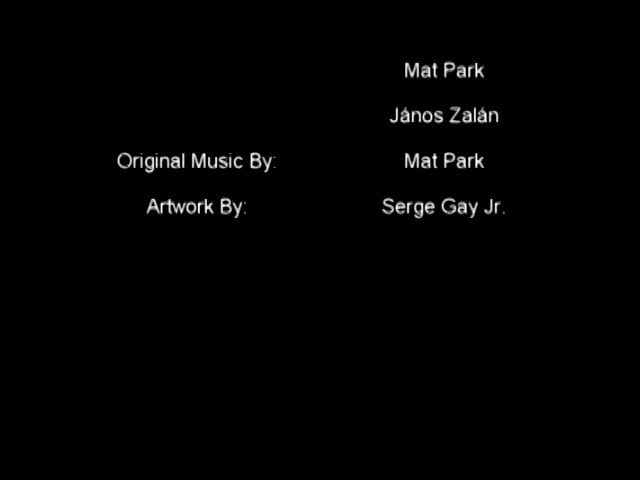 Mat Park
János Zalán
Original Music By: Mat Park
Artwork By: Serge Gay Jr.